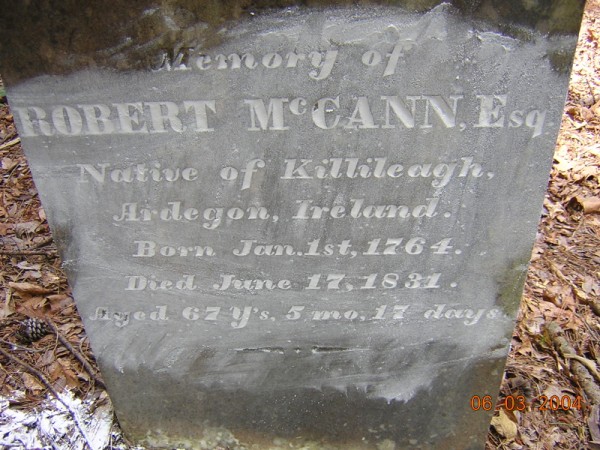 Memory of
ROBERT McCANN, Esq.
Native of Killileagh,
Ardegon, Ireland.
Born Jan. 1st, 1764.
Died June 17, 1831.
Aged 67 Y's, 5 mo, 17 days.
06 03 2004